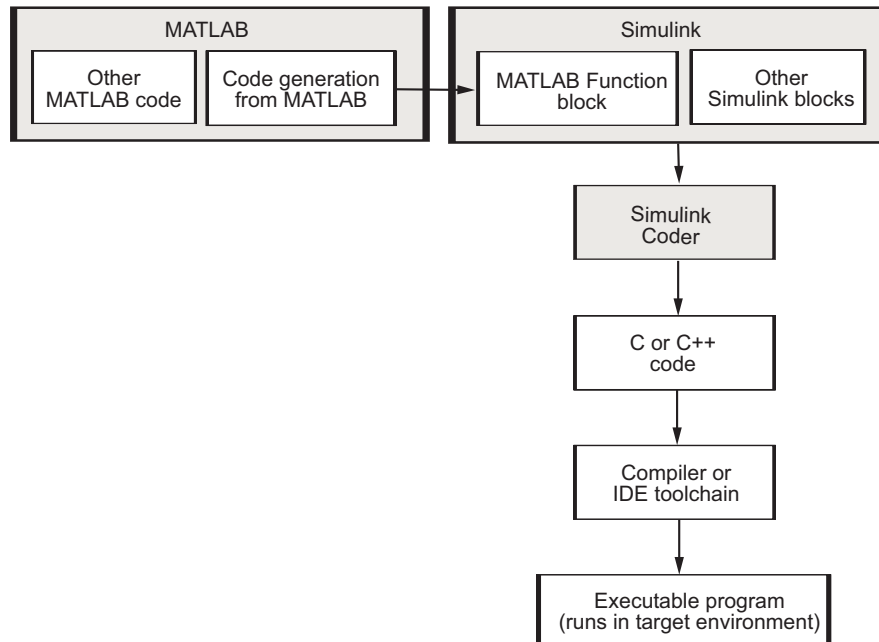 MATLAB
Other
MATLAB code
Code generation
from MATLAB
Simulink
MATLAB Function
block
Other
Simulink blocks
Simulink
Coder
C or C++
code
Compiler or
IDE toolchain
Executable program
(runs in target environment)